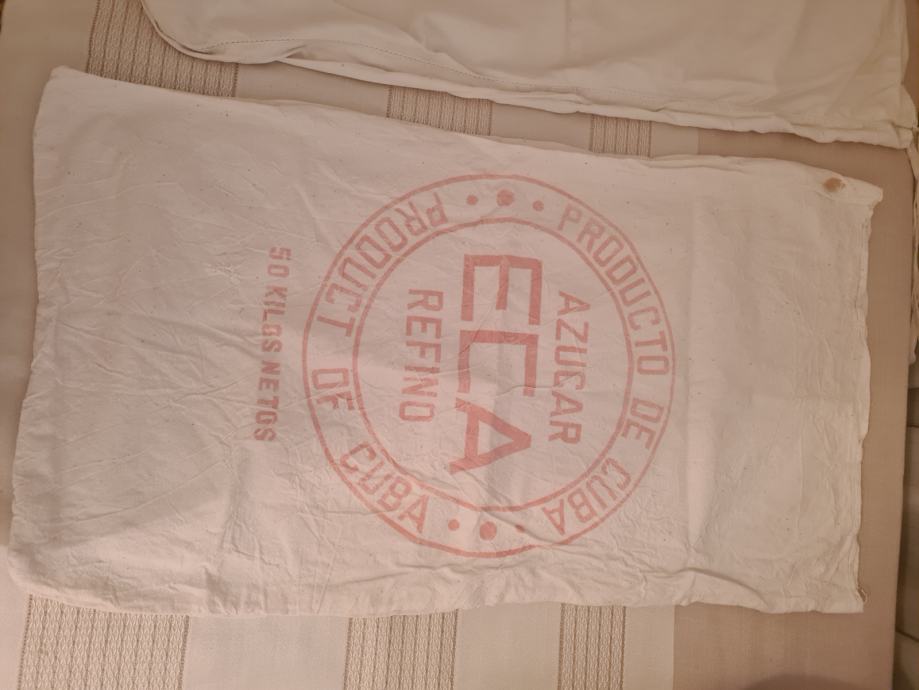 PRODUCTO DE CUBA
AZUCAR
ECA
REFINO
PRODUCT OF CUBA
50 KILOS NETOS